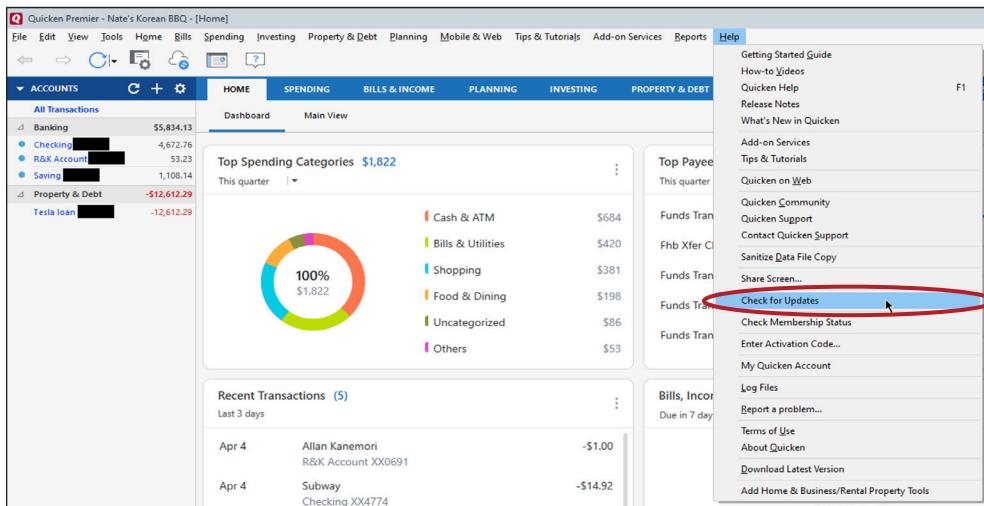 Quicken Premier - Nate's Korean BBQ - [Home]
File Edit View Tools Home Bills Spending Investing Property & Debt Planning Mobile & Web Tips & Tutorials Add-on Services Reports Help
ACCOUNTS
All Transactions
Banking $5,834.13
Checking 4,672.76
R&K Account 53.23
Saving 1,108.14
Property & Debt -$12,612.29
Tesla loan -12,612.29
HOME SPENDING BILLS & INCOME PLANNING INVESTING PROPERTY & DEBT
Dashboard Main View
Top Spending Categories $1,822
This quarter
100%
$1,822
Cash & ATM $684
Bills & Utilities $420
Shopping $381
Food & Dining $198
Uncategorized $86
Others $53
Top Payee
This quarter
Funds Tran
Fhb Xfer Cl
Funds Tran
Funds Tran
Funds Tran
Recent Transactions (5)
Last 3 days
Apr 4 Allan Kanemori -$1.00
R&K Account XX0691
Apr 4 Subway -$14.92
Checking XX4774
Bills, Incor
Due in 7 day
Getting Started Guide
How-to Videos
Quicken Help F1
Release Notes
What's New in Quicken
Add-on Services
Tips & Tutorials
Quicken on Web
Quicken Community
Quicken Support
Contact Quicken Support
Sanitize Data File Copy
Share Screen...
Check for Updates
Check Membership Status
Enter Activation Code...
My Quicken Account
Log Files
Report a problem...
Terms of Use
About Quicken
Download Latest Version
Add Home & Business/Rental Property Tools